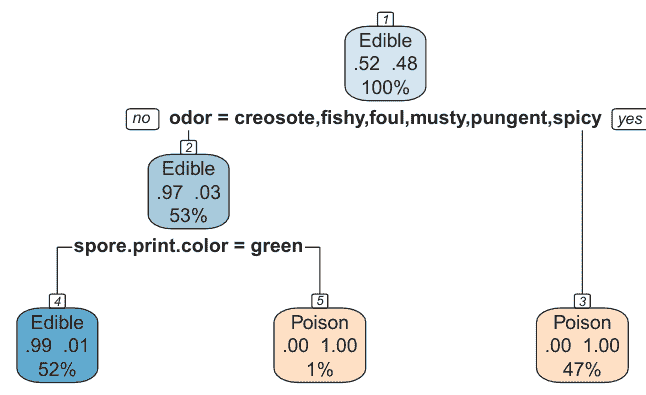 1
Edible
.52 .48
100%
no odor = creosote,fishy,foul,musty,pungent,spicy yes
2
Edible
.97 .03
53%
spore.print.color = green
4
Edible
.99 .01
52%
5
Poison
.00 1.00
1%
3
Poison
.00 1.00
47%